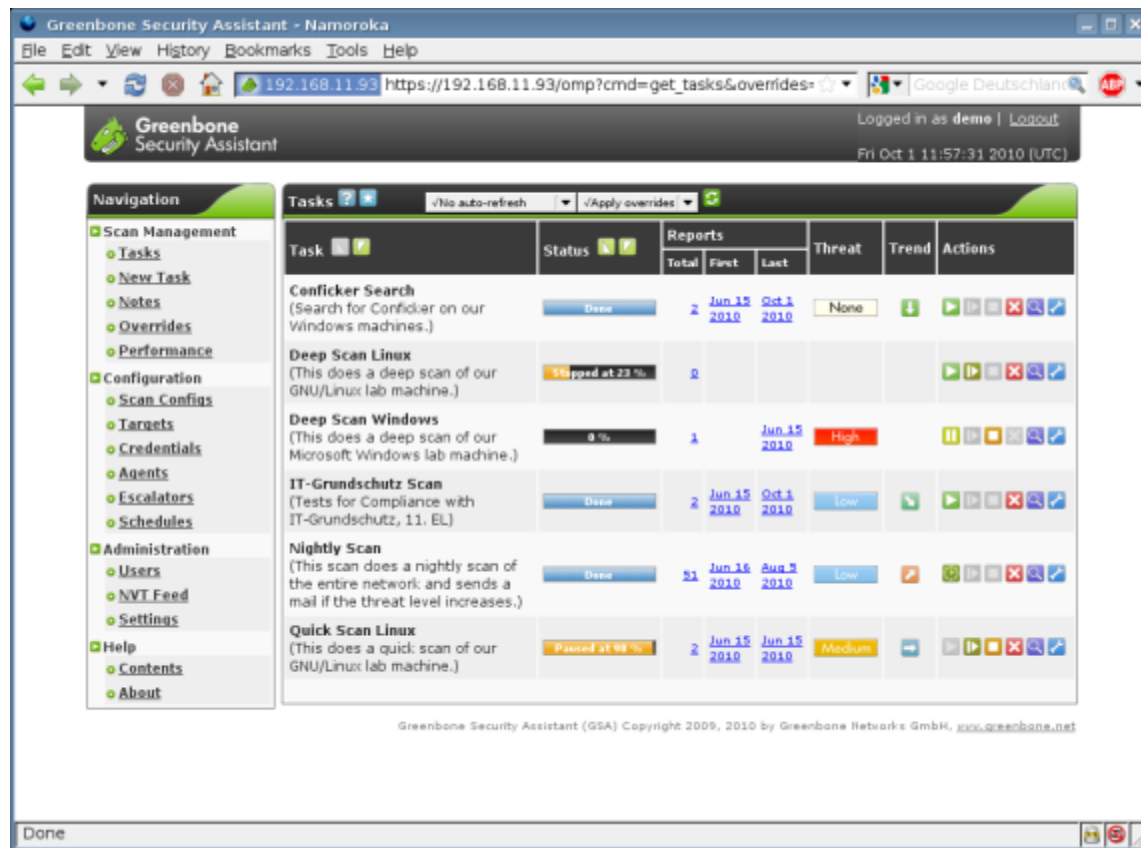 Greenbone Security Assistant - Namoroka
File Edit View History Bookmarks Tools Help
192.168.11.93 https://192.168.11.93/omp?cmd=get_tasks&overrides= Google Deutschland ABP
Greenbone
Security Assistant
Logged in as demo | Logout
Fri Oct 1 11:57:31 2010 (UTC)
Navigation
Scan Management
Tasks
New Task
Notes
Overrides
Performance
Configuration
Scan Configs
Targets
Credentials
Agents
Escalators
Schedules
Administration
Users
NVT Feed
Settings
Help
Contents
About
Tasks ? √No auto-refresh √Apply overrides
Task Status Reports Threat Trend Actions
Total First Last
Conficker Search
(Search for Conficker on our
Windows machines.)
Done 2 Jun 15 2010 Oct 1 2010 None
Deep Scan Linux
(This does a deep scan of our
GNU/Linux lab machine.)
Stopped at 23 % 0
Deep Scan Windows
(This does a deep scan of our
Microsoft Windows lab machine.)
0 % 1 Jun 15 2010 High
IT-Grundschutz Scan
(Tests for Compliance with
IT-Grundschutz, 11. EL)
Done 2 Jun 15 2010 Oct 1 2010 Low
Nightly Scan
(This scan does a nightly scan of
the entire network and sends a
mail if the threat level increases.)
Done 51 Jun 16 2010 Aug 5 2010 Low
Quick Scan Linux
(This does a quick scan of our
GNU/Linux lab machine.)
Paused at 98 % 2 Jun 15 2010 Jun 15 2010 Medium
Greenbone Security Assistant (GSA) Copyright 2009, 2010 by Greenbone Networks GmbH, www.greenbone.net
Done